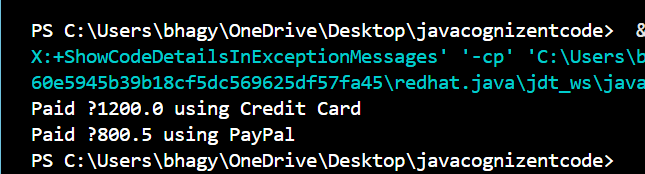 PS C:\Users\bhagy\OneDrive\Desktop\javacognizentcode>  &
X:+ShowCodeDetailsInExceptionMessages' '-cp' 'C:\Users\b
60e5945b39b18cf5dc569625df57fa45\redhat.java\jdt_ws\java
Paid ?1200.0 using Credit Card
Paid ?800.5 using PayPal
PS C:\Users\bhagy\OneDrive\Desktop\javacognizentcode>